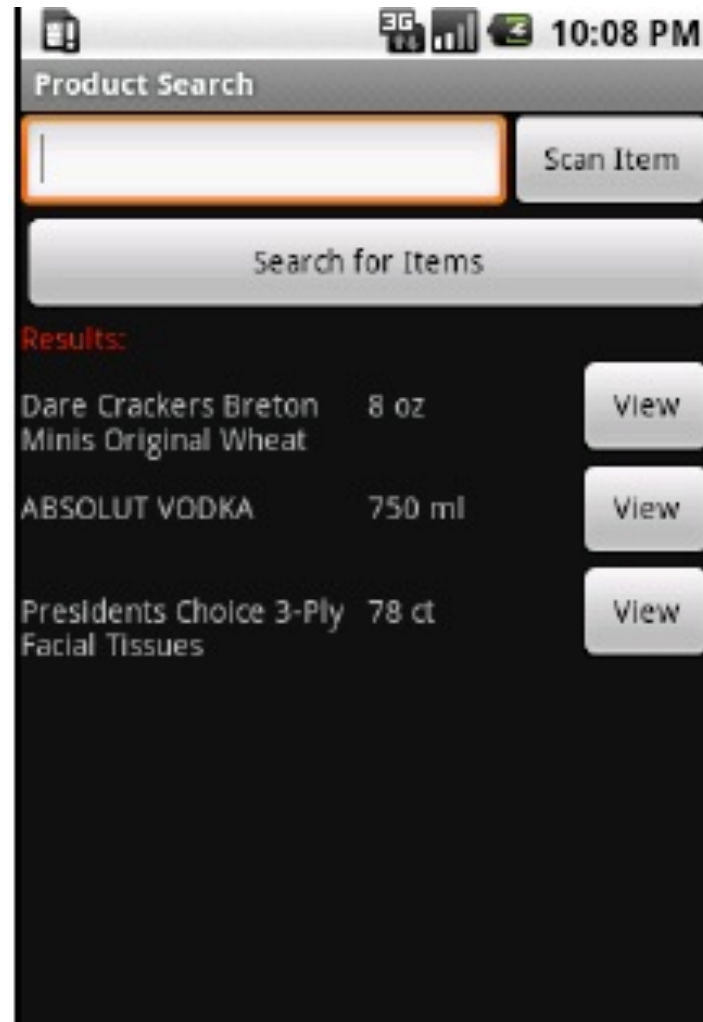 3G 10:08 PM
Product Search
Scan Item
Search for Items
Results:
Dare Crackers Breton 8 oz View
Minis Original Wheat
ABSOLUT VODKA 750 ml View
Presidents Choice 3-Ply 78 ct View
Facial Tissues